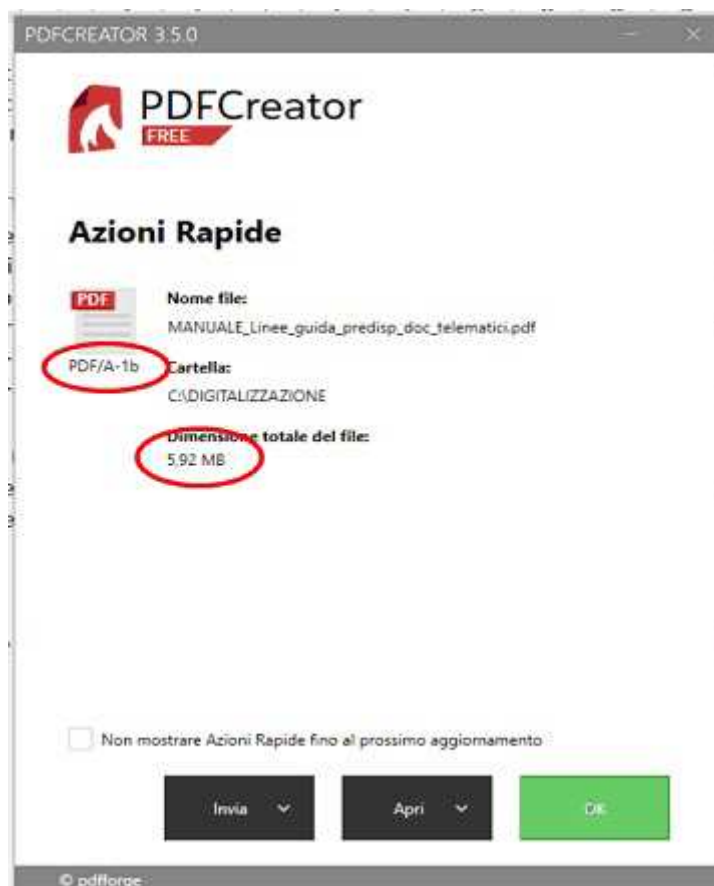 PDFCREATOR 3.5.0
PDFCreator
FREE
Azioni Rapide
PDF
Nome file:
MANUALE_Linee_guida_predisp_doc_telematici.pdf
PDF/A-1b
Cartella:
C:\DIGITALIZZAZIONE
Dimensione totale del file:
5,92 MB
Non mostrare Azioni Rapide fino al prossimo aggiornamento
Invia
Apri
OK
© pdfforge